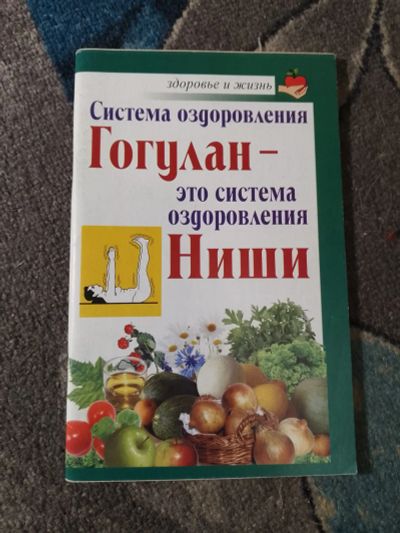 здоровье и жизнь
Система оздоровления
Гогулан –
это система
оздоровления
Ниши